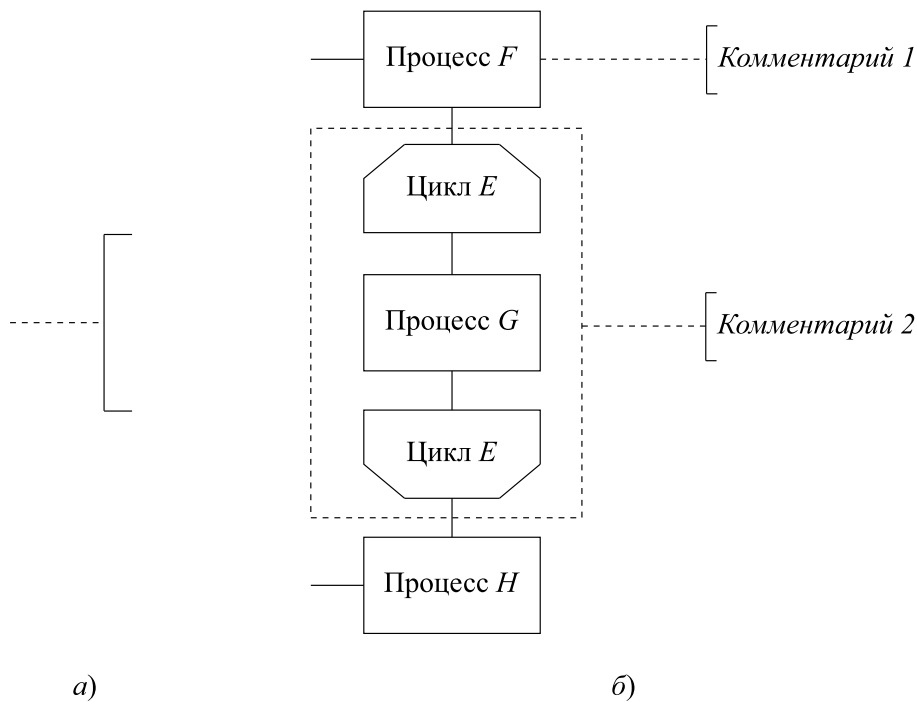 Процесс F
Комментарий 1
Цикл E
Процесс G
Комментарий 2
Цикл E
Процесс H
а)
б)